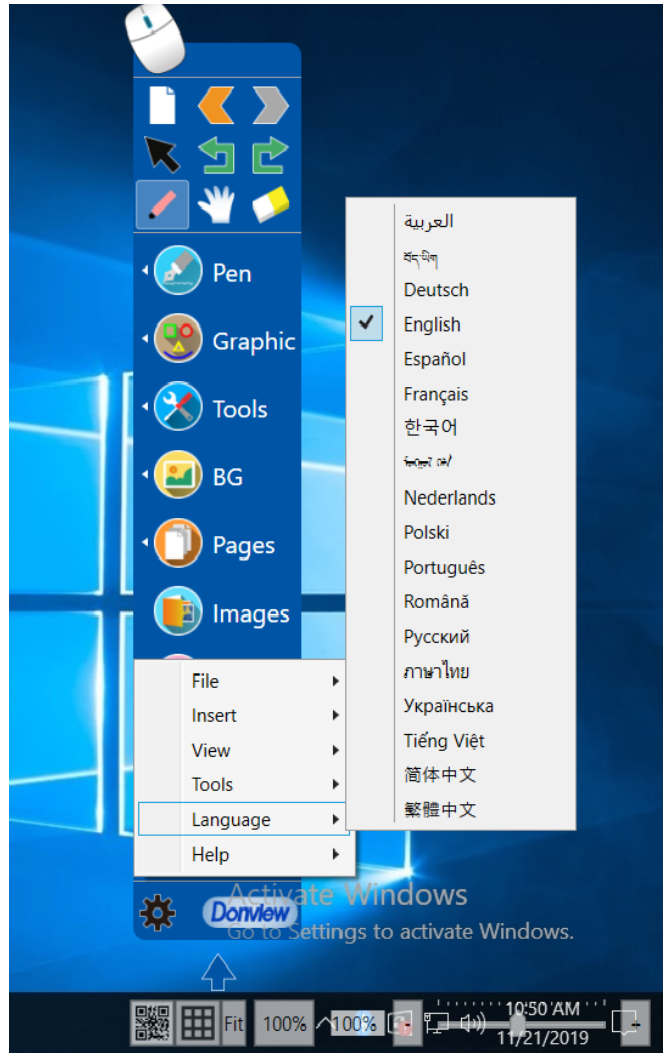 Pen
Graphic
Tools
BG
Pages
Images
العربية
བོད་ཡིག
Deutsch
English
Español
Français
한국어
Nederlands
Polski
Português
Română
Русский
ภาษาไทย
Українська
Tiếng Việt
简体中文
繁體中文
File
Insert
View
Tools
Language
Help
Donview
Activate Windows
Go to Settings to activate Windows.
Fit
100%
100%
10:50 AM
11/21/2019